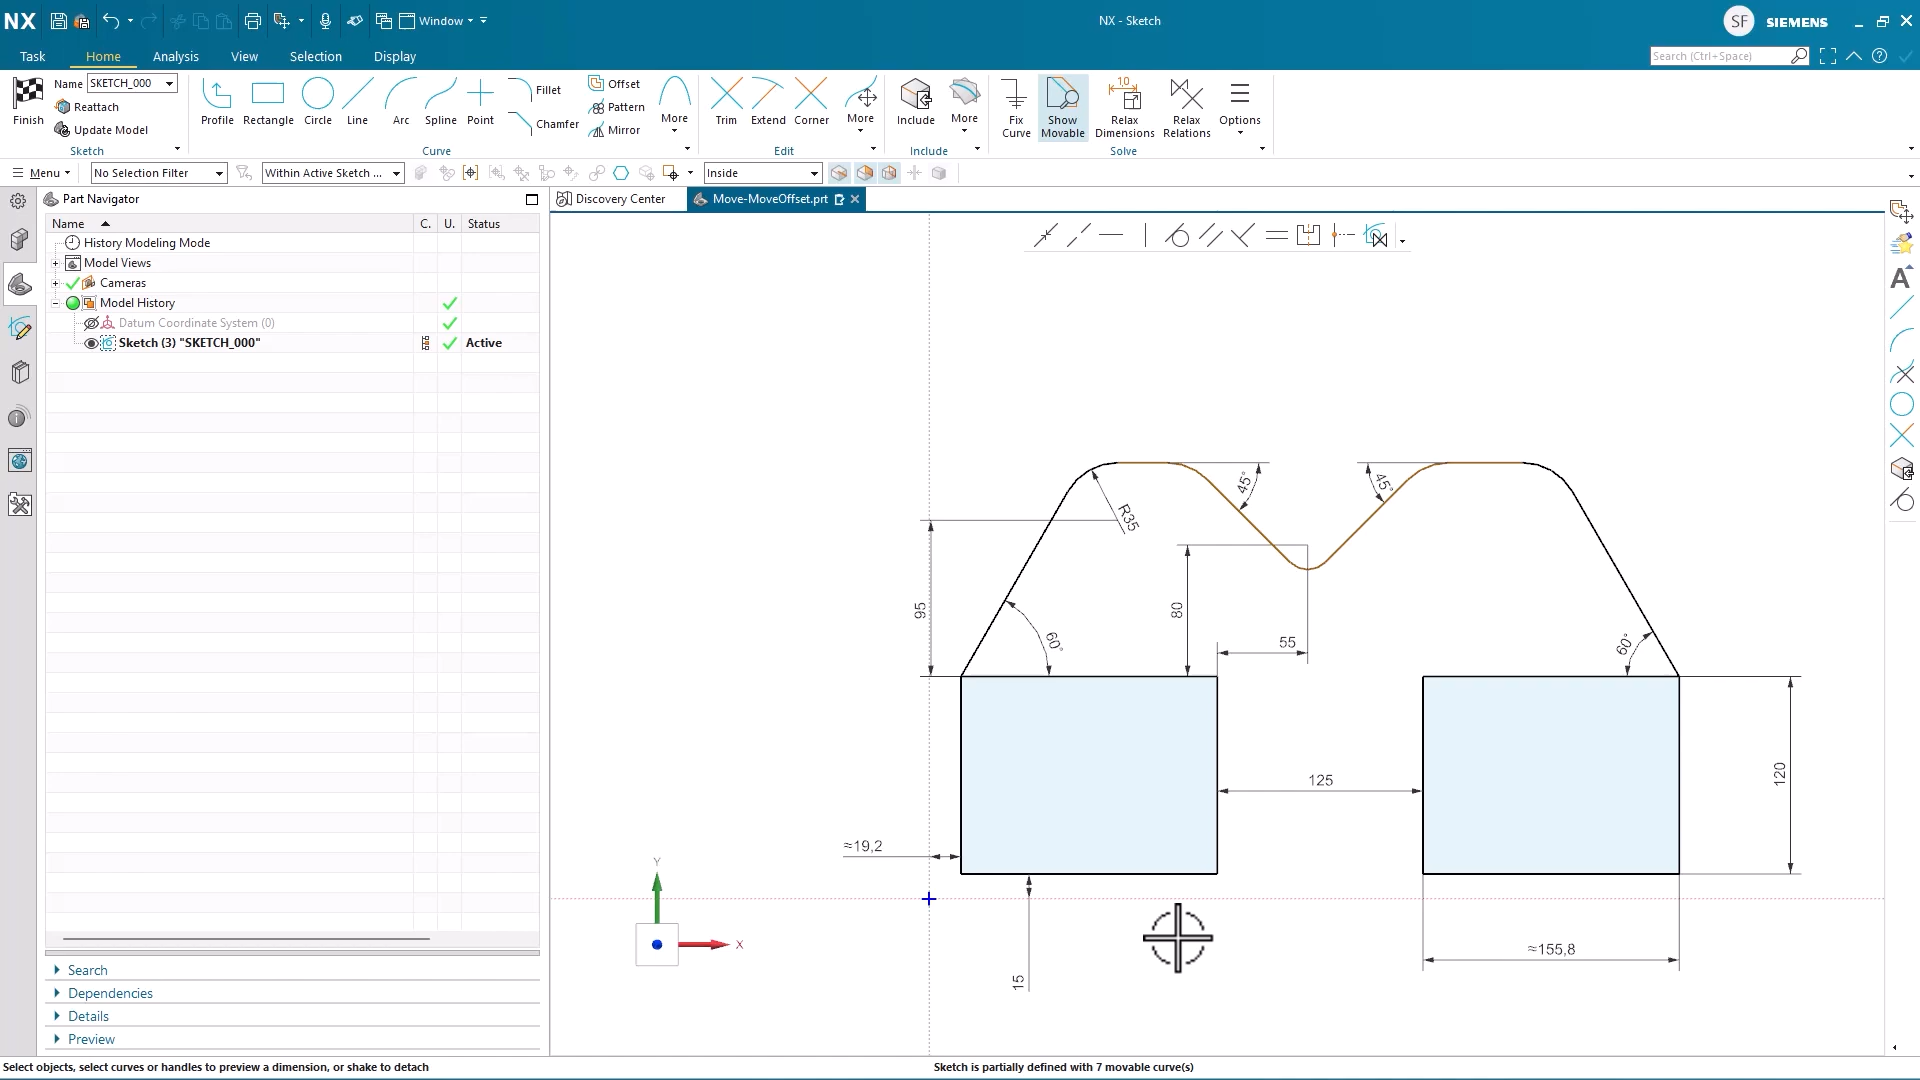 NX
Window
NX - Sketch
SF
SIEMENS
Task
Home
Analysis
View
Selection
Display
Search (Ctrl+Space)
Finish
Name
SKETCH_000
Reattach
Update Model
Sketch
Profile
Rectangle
Circle
Line
Arc
Spline
Point
Fillet
Chamfer
Offset
Pattern
Mirror
More
Curve
Trim
Extend
Corner
More
Edit
Include
More
Include
Fix
Curve
Show
Movable
10
Relax
Dimensions
Relax
Relations
Options
Solve
Menu
No Selection Filter
Within Active Sketch ...
Inside
Part Navigator
Discovery Center
Move-MoveOffset.prt
Name
C.
U.
Status
History Modeling Mode
Model Views
Cameras
Model History
Datum Coordinate System (0)
Sketch (3) "SKETCH_000"
Active
Search
Dependencies
Details
Preview
A
45°
45°
R35
95
80
60°
55
60°
125
120
≈19,2
≈155,8
15
Y
X
Select objects, select curves or handles to preview a dimension, or shake to detach
Sketch is partially defined with 7 movable curve(s)